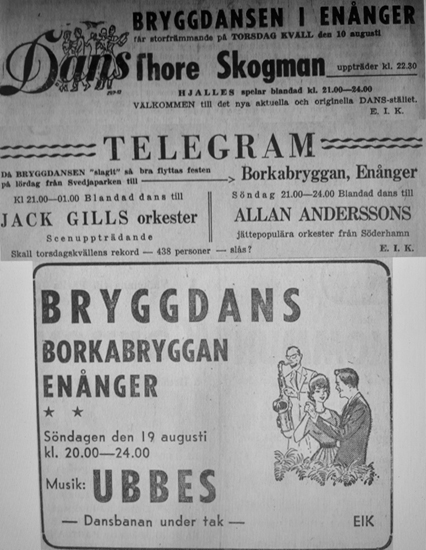 BRYGGDANSEN I ENÅNGER
får storfrämmande på TORSDAG KVÄLL den 10 augusti
Dans Thore Skogman uppträder kl. 22.30
HJALLES spelar blandad kl. 21.00—24.00
VÄLKOMMEN till det nya aktuella och originella DANS-stället.
E. I. K.
TELEGRAM
Då BRYGGDANSEN "slagit" så bra flyttas festen
på lördag från Svedjaparken till
Borkabryggan, Enånger
Kl 21.00—01.00 Blandad dans till
JACK GILLS orkester
Scenuppträdande
Söndag 21.00—24.00 Blandad dans till
ALLAN ANDERSSONS
jättepopulära orkester från Söderhamn
Skall torsdagskvällens rekord — 438 personer — slås?
E. I. K.
BRYGGDANS
BORKABRYGGAN
ENÅNGER
Söndagen den 19 augusti
kl. 20.00—24.00
Musik: UBBES
— Dansbanan under tak —
EIK